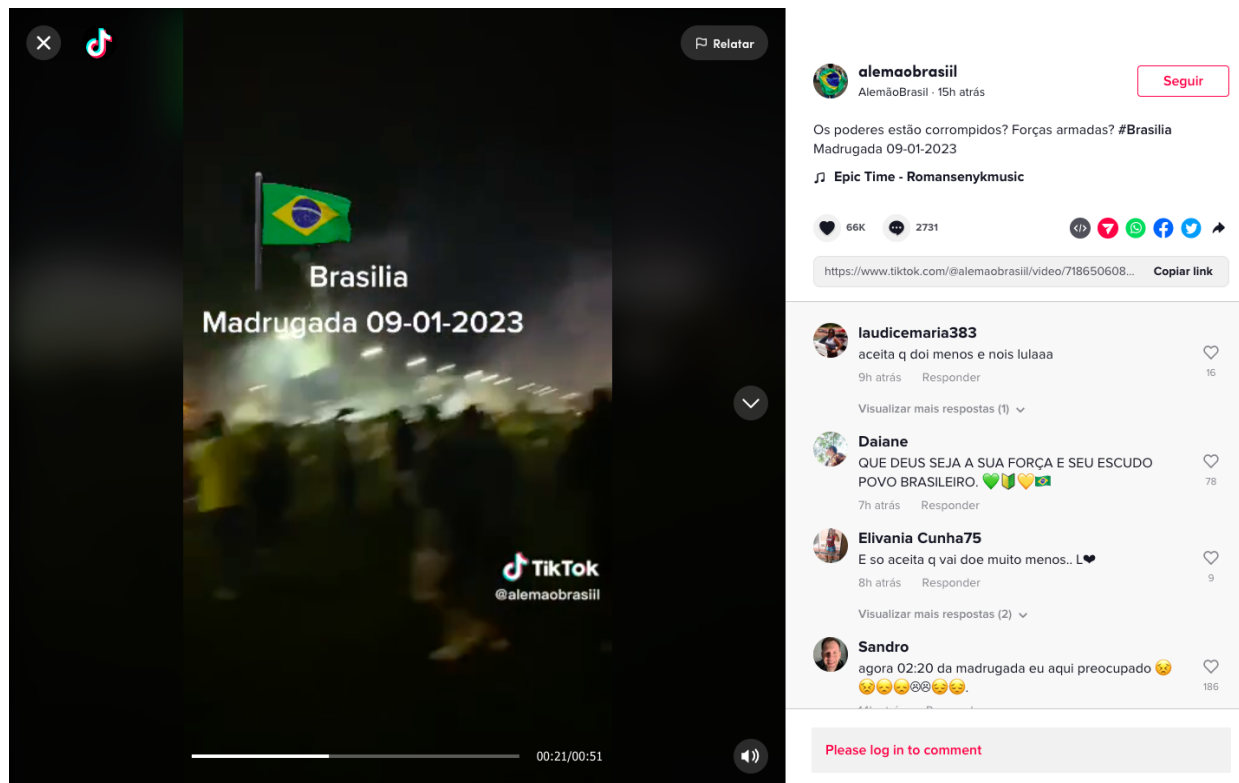 Relatar
Brasilia
Madrugada 09-01-2023
TikTok
@alemaobrasiil
00:21/00:51
alemaobrasiil
AlemãoBrasil · 15h atrás
Seguir
Os poderes estão corrompidos? Forças armadas? #Brasilia
Madrugada 09-01-2023
Epic Time - Romansenykmusic
66K
2731
https://www.tiktok.com/@alemaobrasiil/video/718650608...
Copiar link
laudicemaria383
aceita q doi menos e nois lulaaa
16
9h atrás Responder
Visualizar mais respostas (1)
Daiane
QUE DEUS SEJA A SUA FORÇA E SEU ESCUDO
POVO BRASILEIRO. 💚🔰💛🇧🇷
78
7h atrás Responder
Elivania Cunha75
E so aceita q vai doe muito menos.. L❤
9
8h atrás Responder
Visualizar mais respostas (2)
Sandro
agora 02:20 da madrugada eu aqui preocupado 😣
😣😞😞☹☹😔😔.
186
Please log in to comment